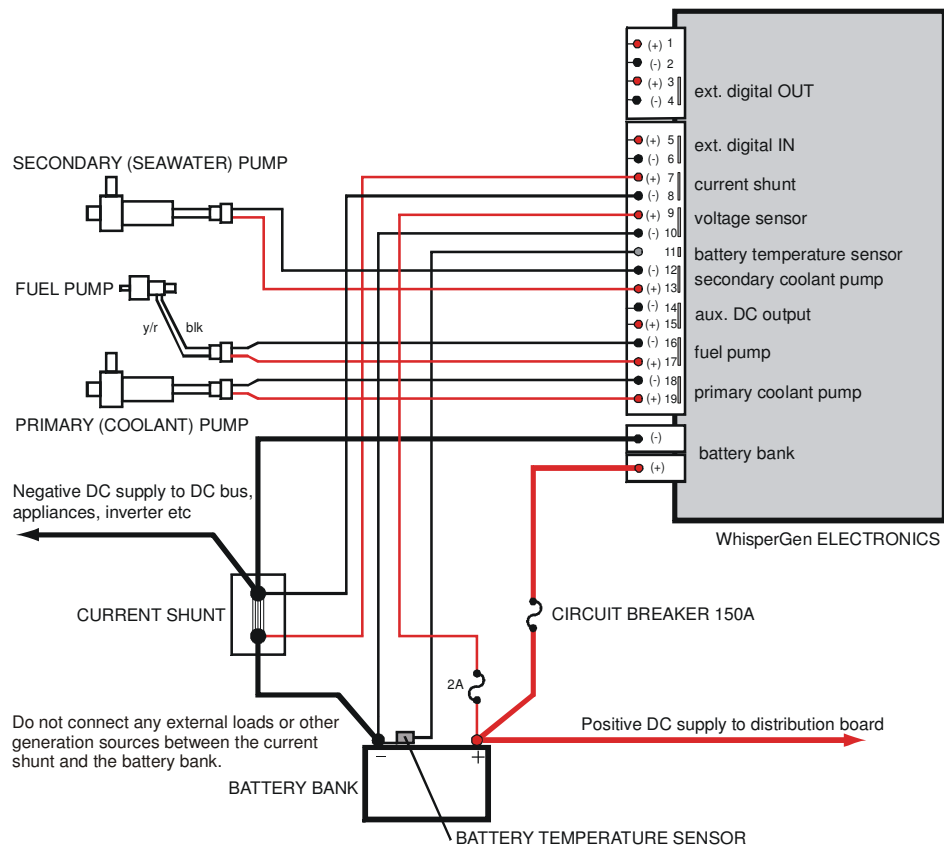 (+) 1
(-) 2
(+) 3
(-) 4
ext. digital OUT
(+) 5
(-) 6
ext. digital IN
(+) 7
(-) 8
current shunt
(+) 9
(-) 10
voltage sensor
11
battery temperature sensor
(-) 12
(+) 13
secondary coolant pump
(-) 14
(+) 15
aux. DC output
(-) 16
(+) 17
fuel pump
(-) 18
(+) 19
primary coolant pump
(-)
(+)
battery bank
WhisperGen ELECTRONICS
SECONDARY (SEAWATER) PUMP
FUEL PUMP
y/r
blk
PRIMARY (COOLANT) PUMP
Negative DC supply to DC bus,
appliances, inverter etc
CURRENT SHUNT
CIRCUIT BREAKER 150A
2A
Do not connect any external loads or other
generation sources between the current
shunt and the battery bank.
Positive DC supply to distribution board
−
+
BATTERY BANK
BATTERY TEMPERATURE SENSOR